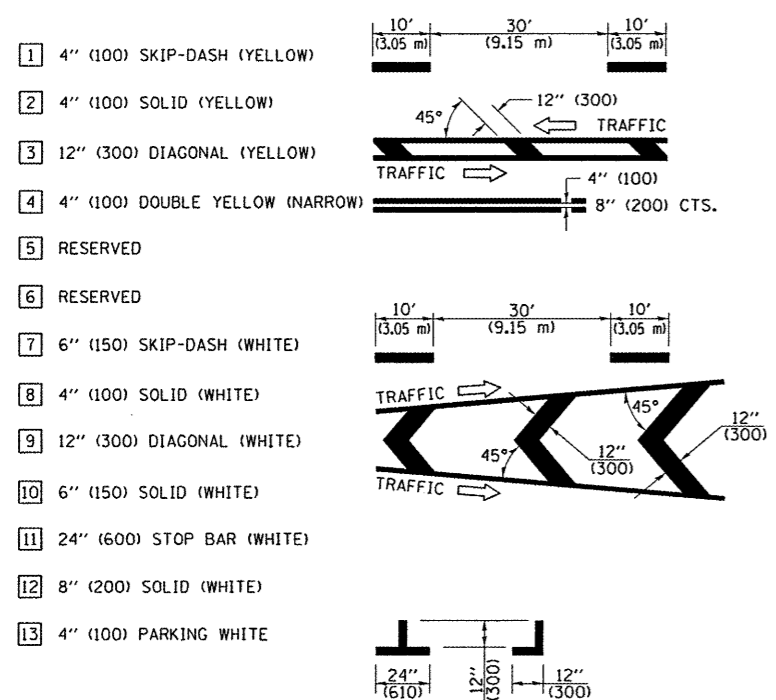 10' 30' 10'
(3.05 m) (9.15 m) (3.05 m)
1 4'' (100) SKIP-DASH (YELLOW)
2 4'' (100) SOLID (YELLOW)
45° 12'' (300)
TRAFFIC
3 12'' (300) DIAGONAL (YELLOW)
TRAFFIC
4'' (100)
4 4'' (100) DOUBLE YELLOW (NARROW)
8'' (200) CTS.
5 RESERVED
6 RESERVED
10' 30' 10'
(3.05 m) (9.15 m) (3.05 m)
7 6'' (150) SKIP-DASH (WHITE)
8 4'' (100) SOLID (WHITE)
TRAFFIC
45°
12''
(300)
9 12'' (300) DIAGONAL (WHITE)
45°
12''
(300)
10 6'' (150) SOLID (WHITE)
TRAFFIC
11 24'' (600) STOP BAR (WHITE)
12 8'' (200) SOLID (WHITE)
13 4'' (100) PARKING WHITE
24''
(610)
12''
(300)
12''
(300)